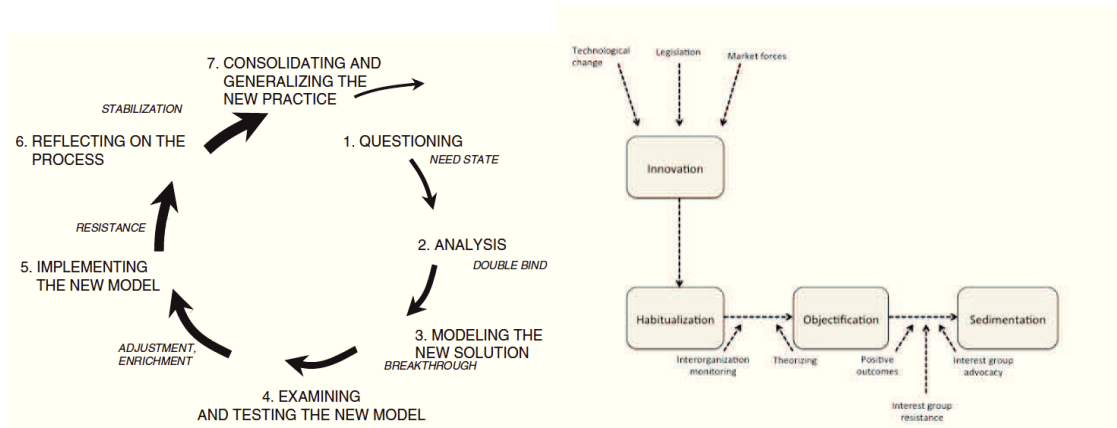 7. CONSOLIDATING AND
GENERALIZING THE
NEW PRACTICE
STABILIZATION
6. REFLECTING ON THE
PROCESS
1. QUESTIONING
NEED STATE
RESISTANCE
2. ANALYSIS
DOUBLE BIND
5. IMPLEMENTING
THE NEW MODEL
3. MODELING THE
NEW SOLUTION
BREAKTHROUGH
ADJUSTMENT,
ENRICHMENT
4. EXAMINING
AND TESTING THE NEW MODEL
Technological
change
Legislation
Market forces
Innovation
Habitualization
Objectification
Sedimentation
Interorganization
monitoring
Theorizing
Positive
outcomes
Interest group
advocacy
Interest group
resistance